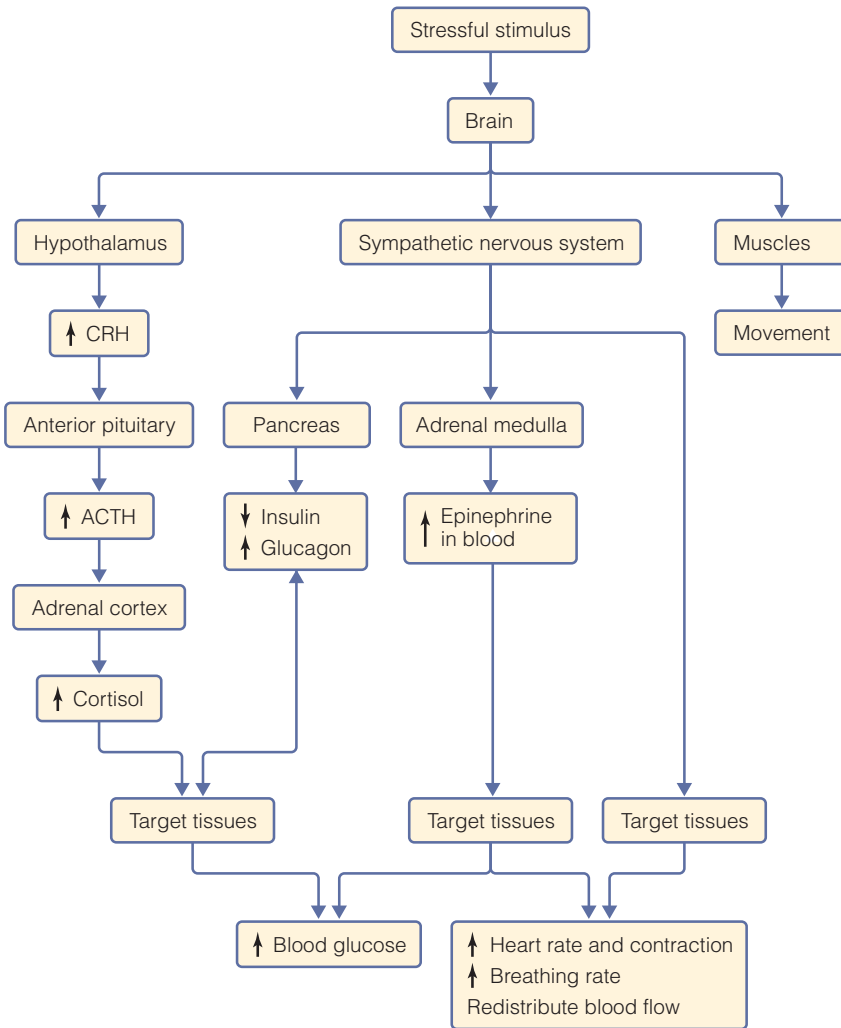 Stressful stimulus
Brain
Hypothalamus
Sympathetic nervous system
Muscles
↑ CRH
Movement
Anterior pituitary
Pancreas
Adrenal medulla
↑ ACTH
↓ Insulin
↑ Glucagon
↑ Epinephrine
in blood
Adrenal cortex
↑ Cortisol
Target tissues
Target tissues
Target tissues
↑ Blood glucose
↑ Heart rate and contraction
↑ Breathing rate
Redistribute blood flow